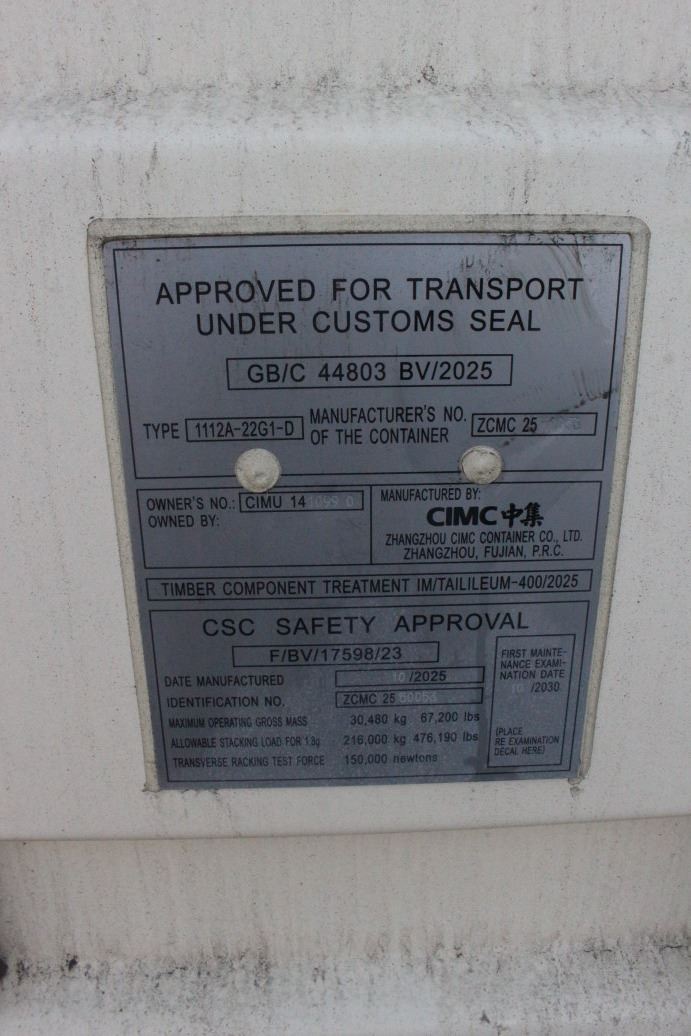 APPROVED FOR TRANSPORT
UNDER CUSTOMS SEAL
GB/C 44803 BV/2025
TYPE 1112A-22G1-D
MANUFACTURER'S NO.
OF THE CONTAINER
ZCMC 25
OWNER'S NO.: CIMU 141099 0
OWNED BY:
MANUFACTURED BY:
CIMC中集
ZHANGZHOU CIMC CONTAINER CO., LTD.
ZHANGZHOU, FUJIAN, P.R.C.
TIMBER COMPONENT TREATMENT IM/TAILILEUM-400/2025
CSC SAFETY APPROVAL
F/BV/17598/23
DATE MANUFACTURED 10/2025
IDENTIFICATION NO. ZCMC 25
MAXIMUM OPERATING GROSS MASS 30,480 kg 67,200 lbs
ALLOWABLE STACKING LOAD FOR 1.8g 216,000 kg 476,190 lbs
TRANSVERSE RACKING TEST FORCE 150,000 newtons
FIRST MAINTE-
NANCE EXAMI-
NATION DATE
10 /2030
(PLACE
RE EXAMINATION
DECAL HERE)